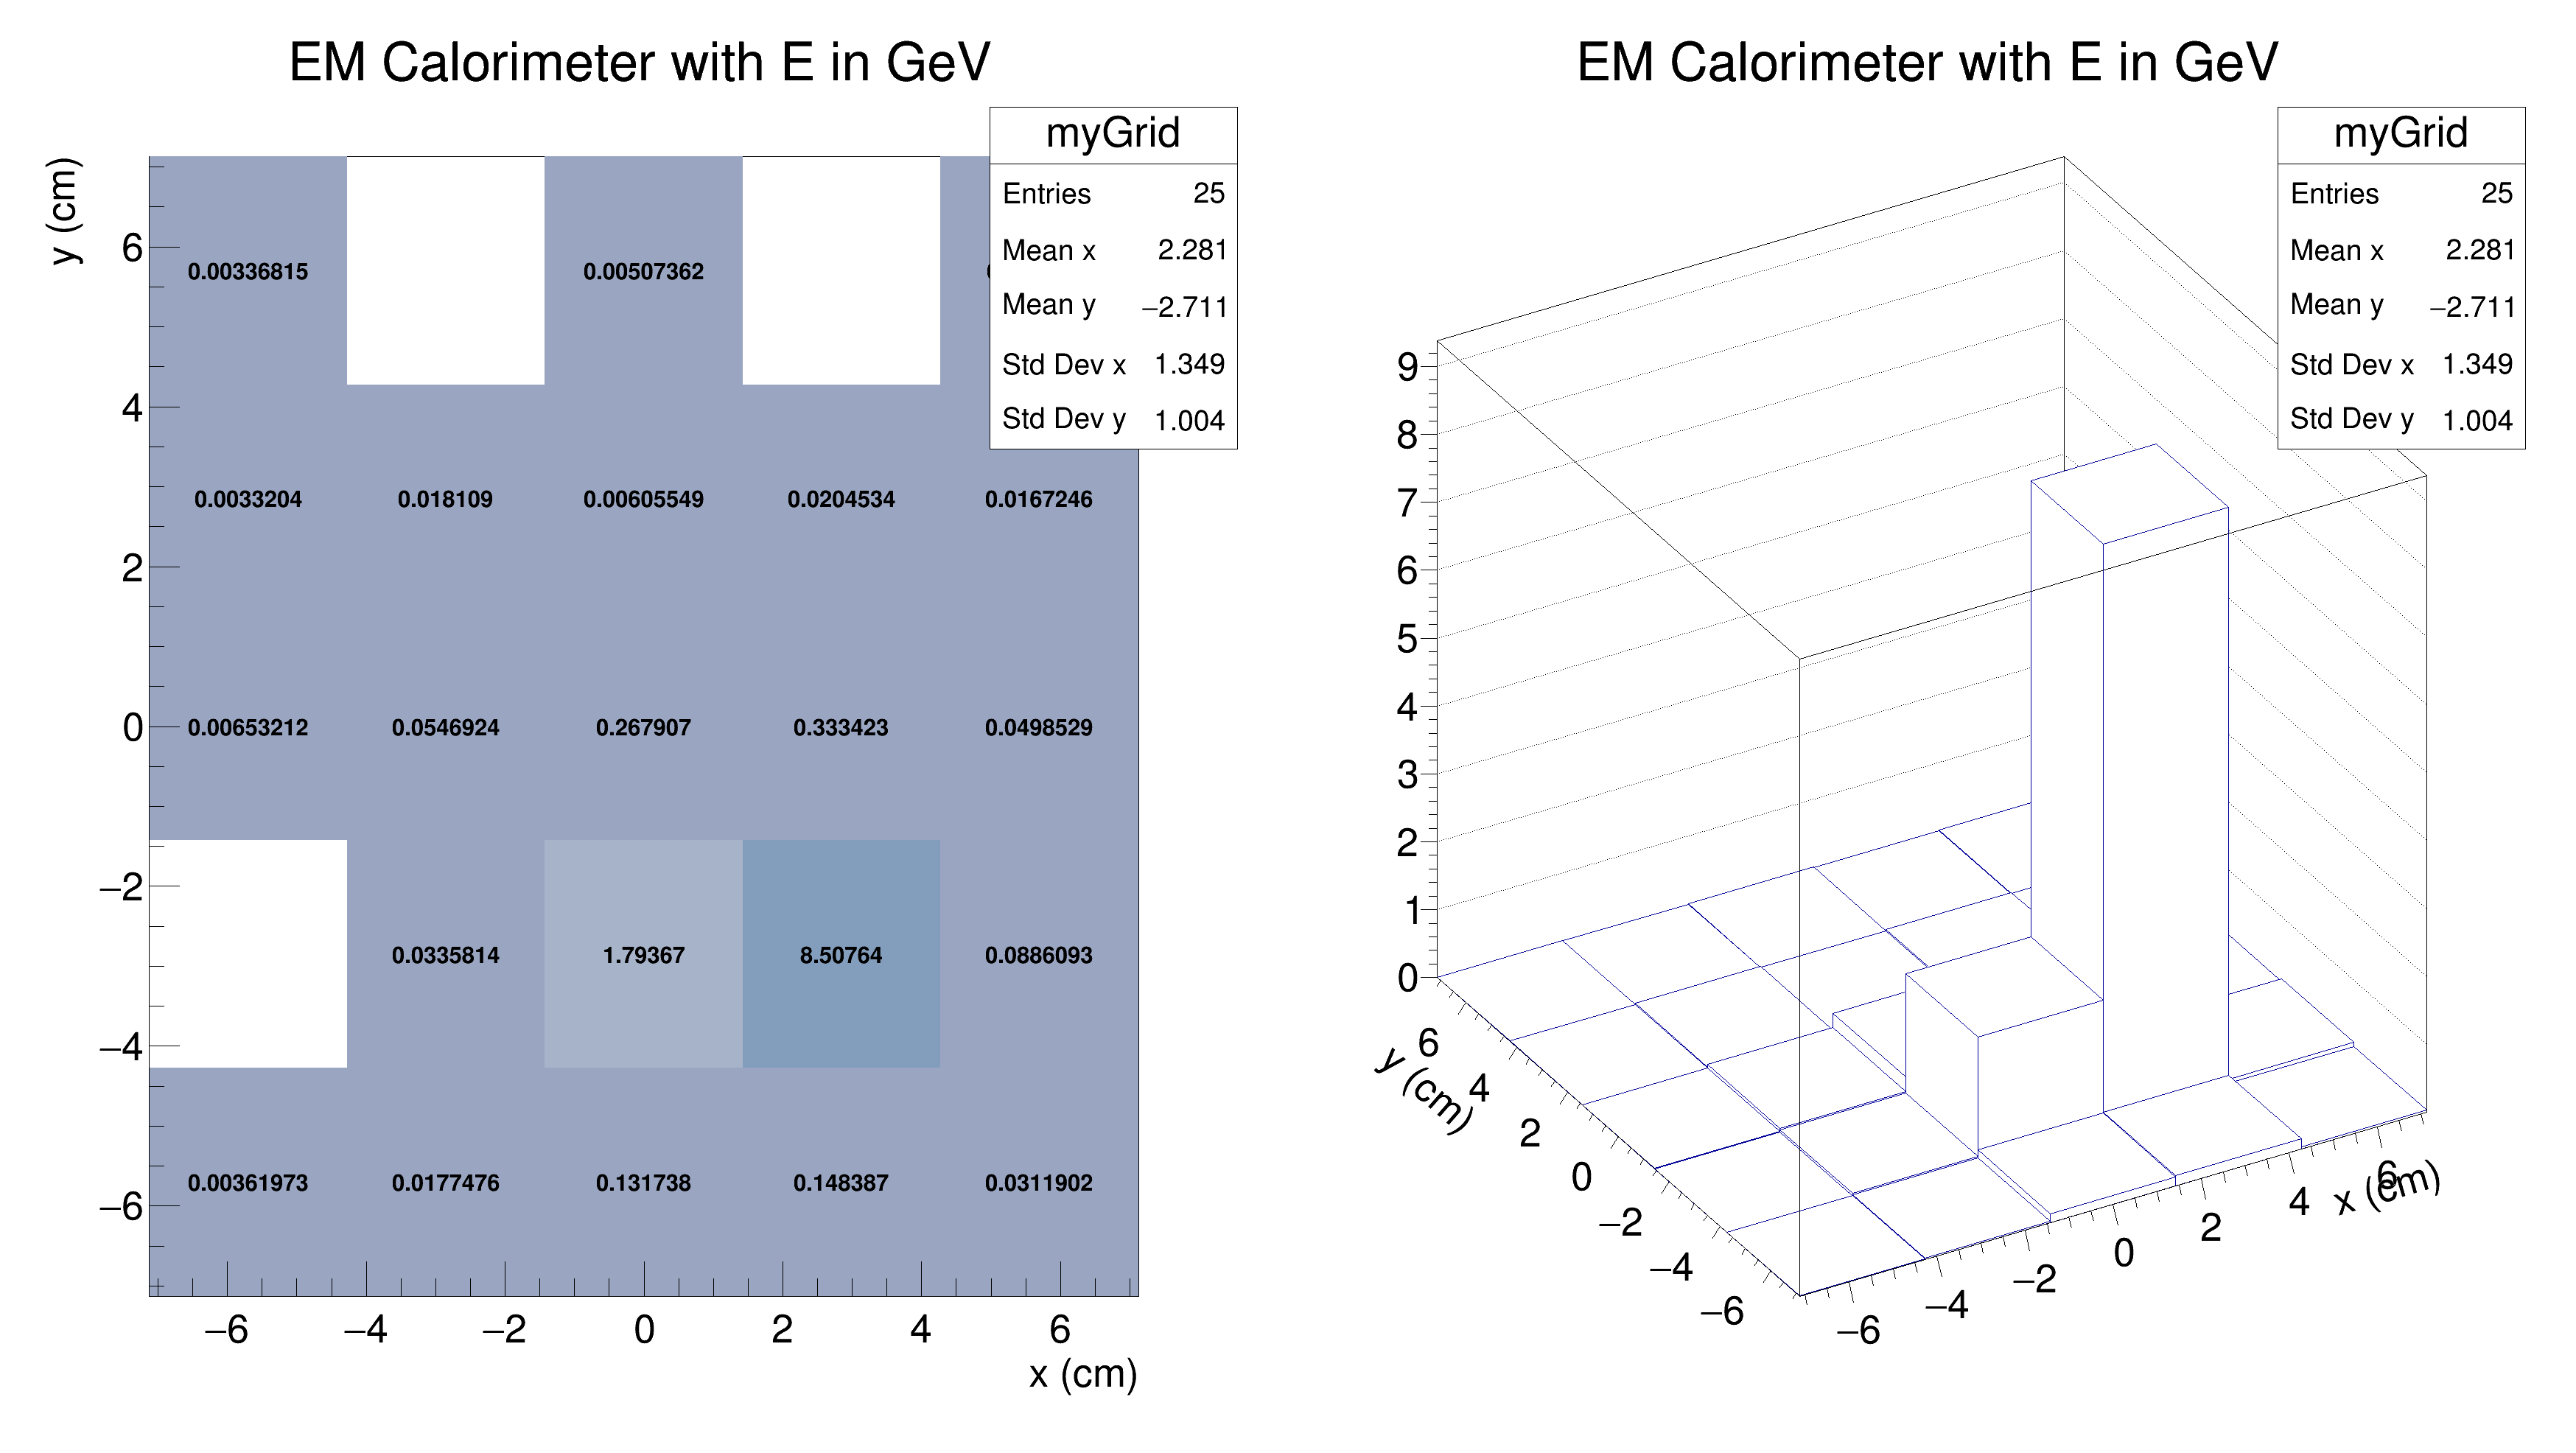 EM Calorimeter with E in GeV
myGrid
Entries 25
Mean x 2.281
Mean y −2.711
Std Dev x 1.349
Std Dev y 1.004
y (cm)
6
4
2
0
−2
−4
−6
0.00336815 0.00507362
0.0033204 0.018109 0.00605549 0.0204534 0.0167246
0.00653212 0.0546924 0.267907 0.333423 0.0498529
0.0335814 1.79367 8.50764 0.0886093
0.00361973 0.0177476 0.131738 0.148387 0.0311902
−6 −4 −2 0 2 4 6
x (cm)
EM Calorimeter with E in GeV
myGrid
Entries 25
Mean x 2.281
Mean y −2.711
Std Dev x 1.349
Std Dev y 1.004
9
8
7
6
5
4
3
2
1
0
y (cm)
6
4
2
0
−2
−4
−6
−6 −4 −2 0 2 4 6
x (cm)